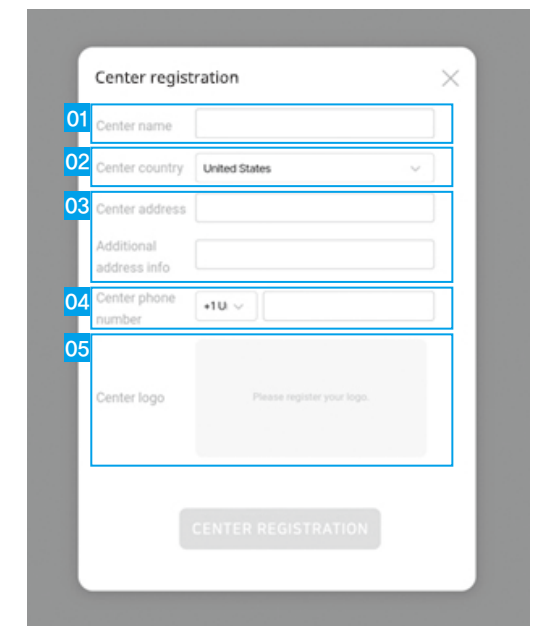 Center registration
01
Center name
02
Center country
United States
03
Center address
Additional
address info
04
Center phone
number
+1 U
05
Center logo
Please register your logo.
CENTER REGISTRATION